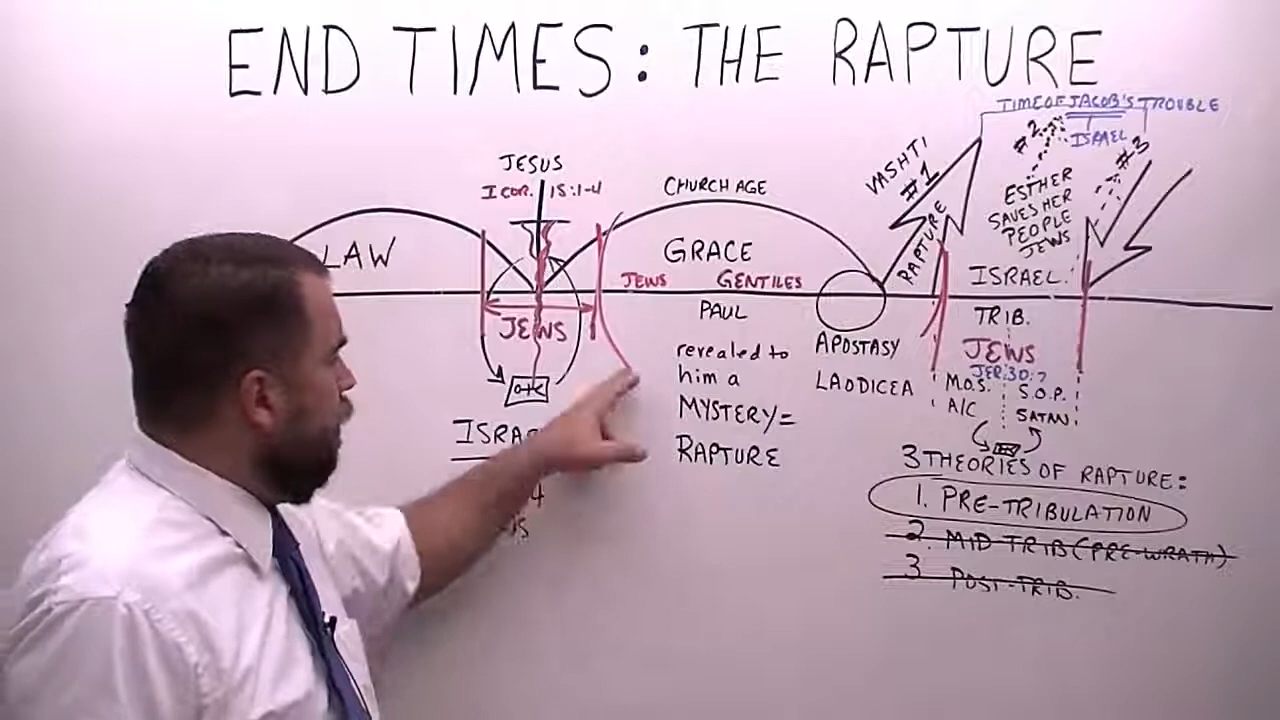 END TIMES: THE RAPTURE
TIME OF JACOB'S TROUBLE
ISRAEL
JESUS
I COR. 15:1-4
LAW
JEWS
CHURCH AGE
GRACE
JEWS GENTILES
PAUL
revealed to
him a
MYSTERY=
RAPTURE
APOSTASY
LAODICEA
VASHTI
#1
RAPTURE
#2
#3
ESTHER
SAVES HER
PEOPLE
JEWS
ISRAEL
TRIB.
JEWS
JER. 30:7
M.O.S.
A/C
S.O.P.
SATAN
3 THEORIES OF RAPTURE:
1. PRE-TRIBULATION
2. MID TRIB (PRE-WRATH)
3 POST-TRIB.